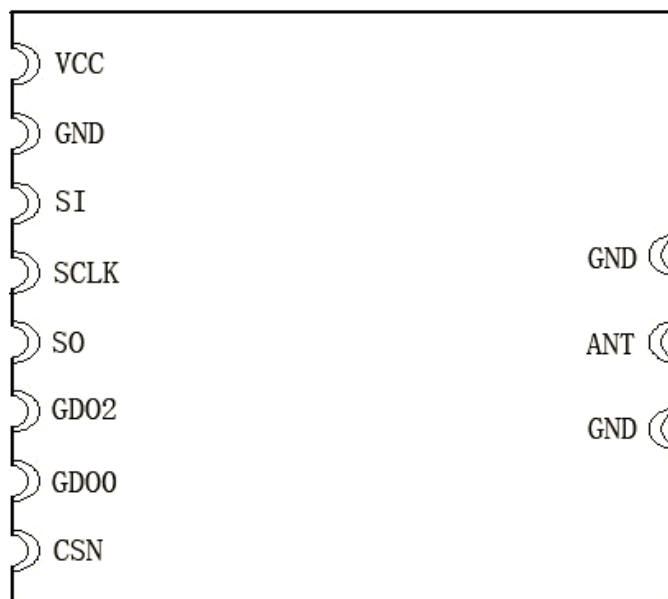 VCC
GND
SI
SCLK
SO
GDO2
GDO0
CSN
GND
ANT
GND